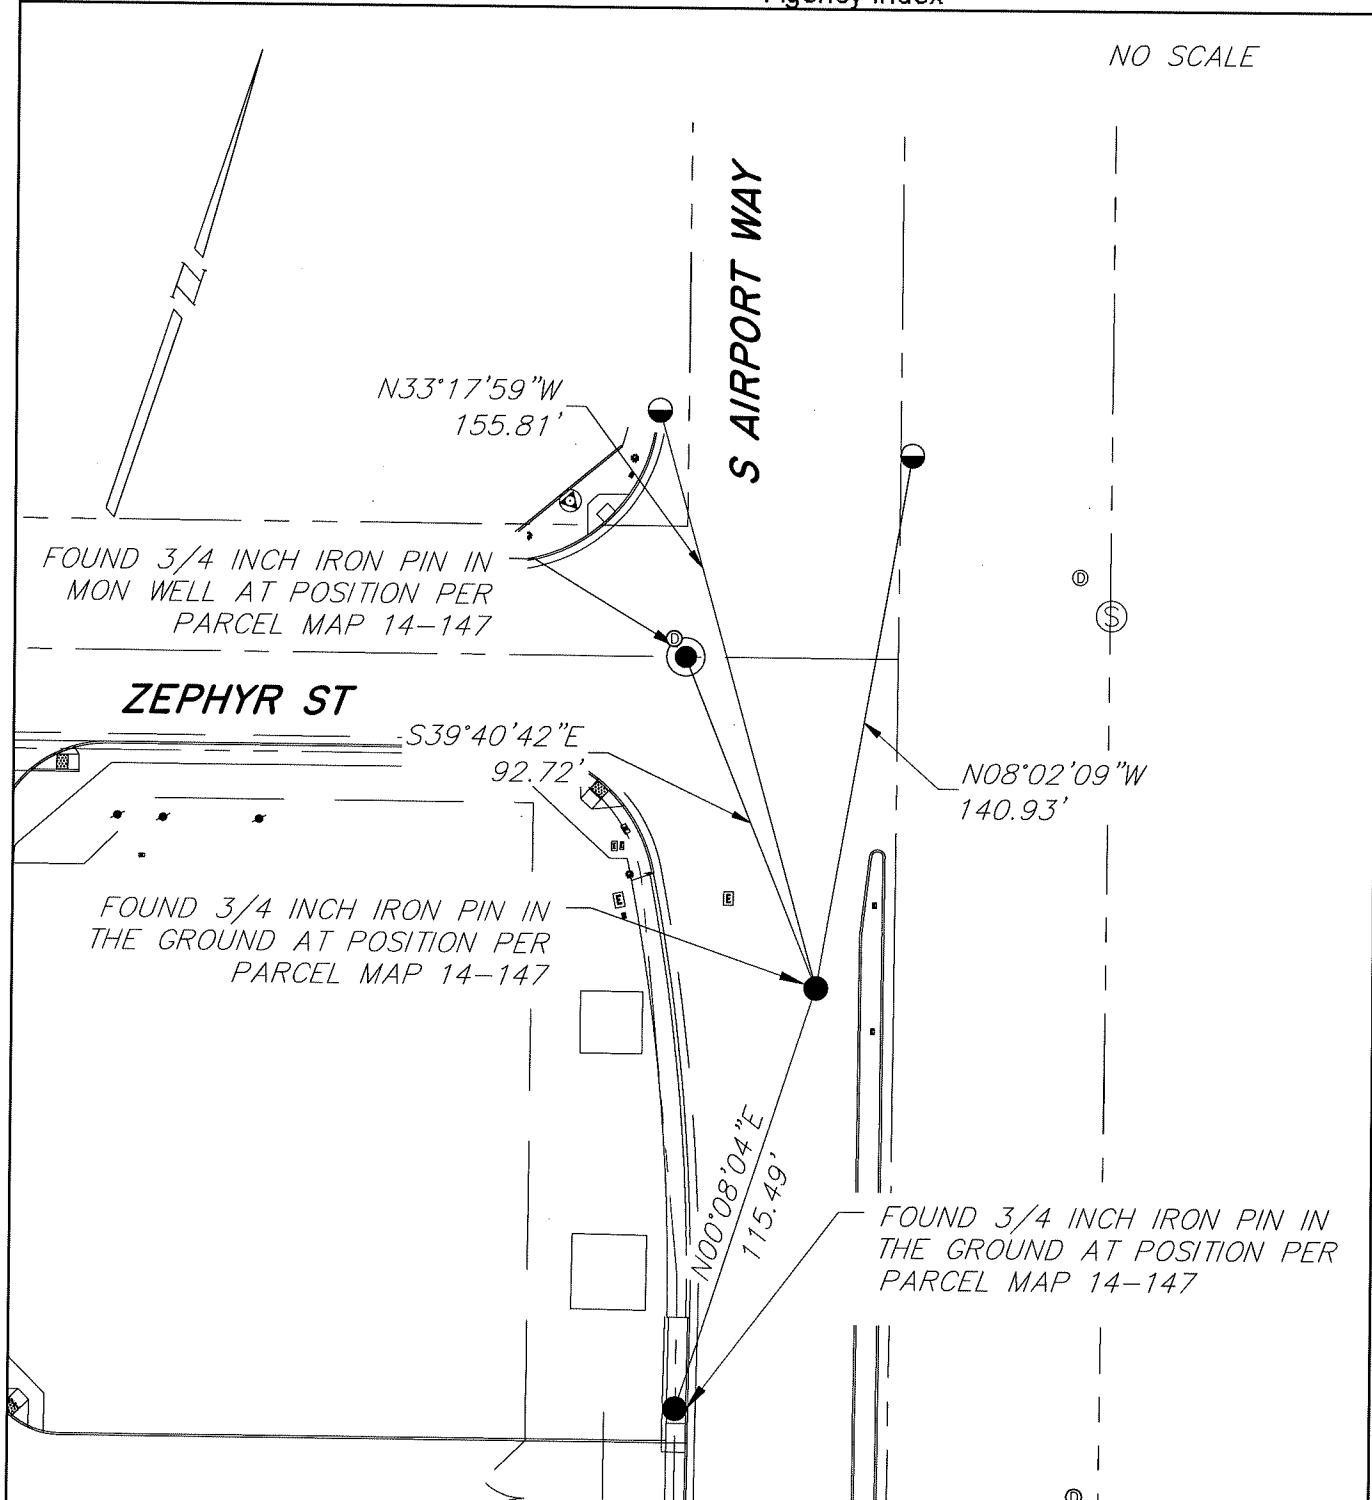 Agency Index
NO SCALE
S AIRPORT WAY
N33°17'59"W
155.81'
FOUND 3/4 INCH IRON PIN IN
MON WELL AT POSITION PER
PARCEL MAP 14-147
D
S
D
ZEPHYR ST
S39°40'42"E
92.72'
N08°02'09"W
140.93'
FOUND 3/4 INCH IRON PIN IN
THE GROUND AT POSITION PER
PARCEL MAP 14-147
N00°08'04"E
115.49'
FOUND 3/4 INCH IRON PIN IN
THE GROUND AT POSITION PER
PARCEL MAP 14-147
D